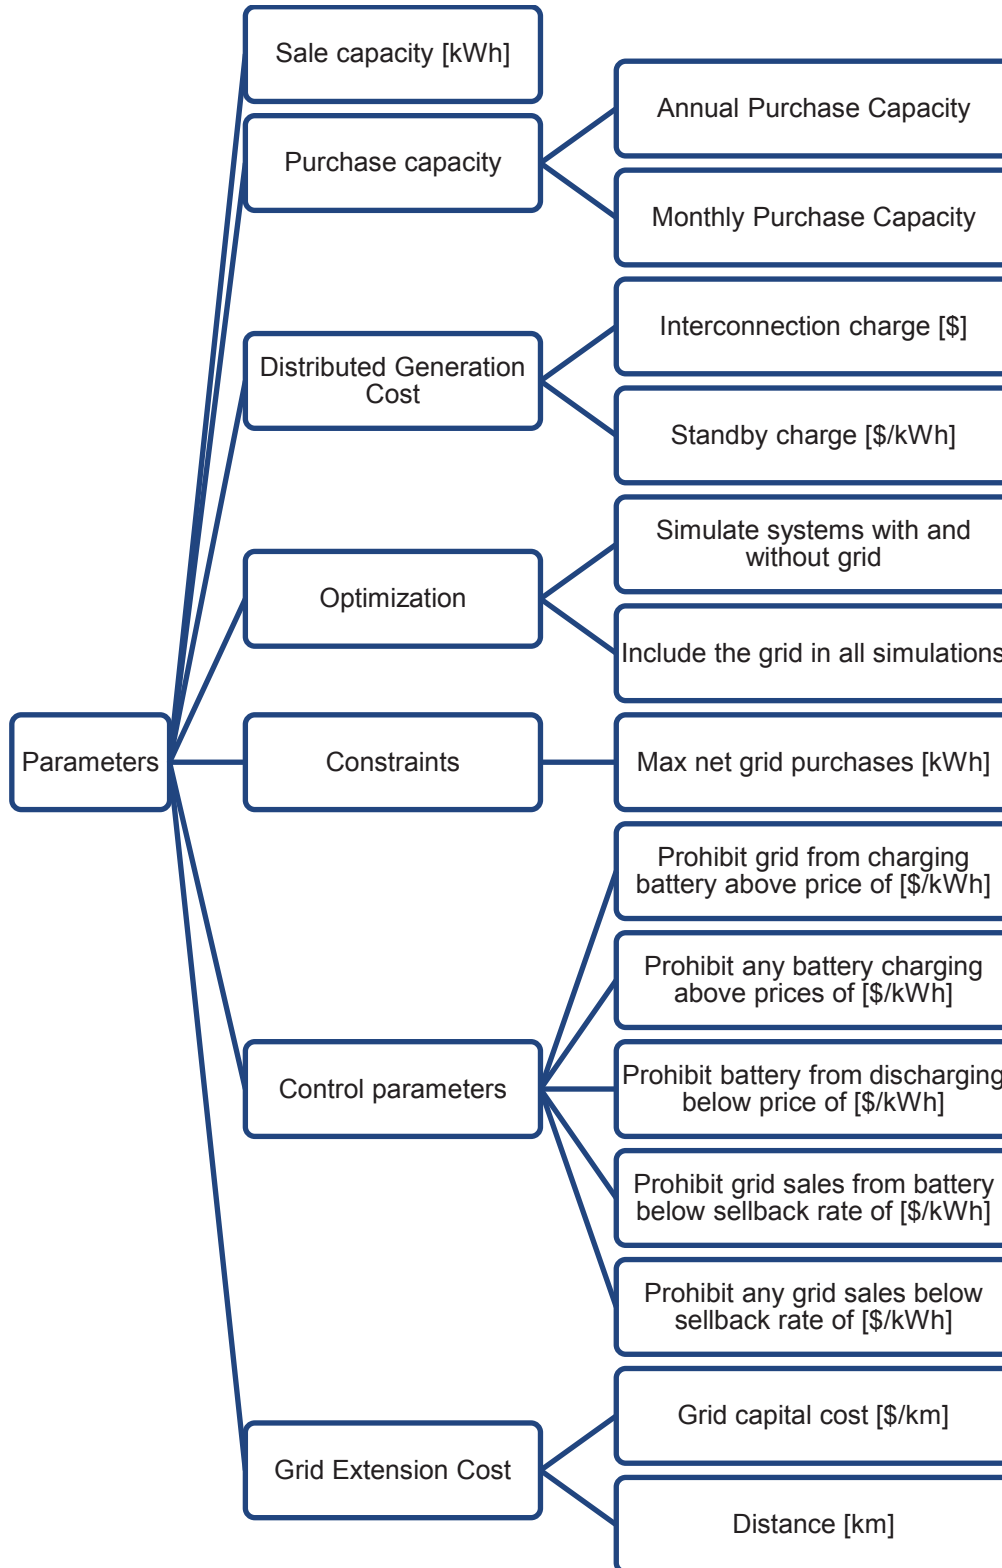 Sale capacity [kWh]
Annual Purchase Capacity
Purchase capacity
Monthly Purchase Capacity
Interconnection charge [$]
Distributed Generation
Cost
Standby charge [$/kWh]
Simulate systems with and
without grid
Optimization
Include the grid in all simulations
Parameters
Constraints
Max net grid purchases [kWh]
Prohibit grid from charging
battery above price of [$/kWh]
Prohibit any battery charging
above prices of [$/kWh]
Control parameters
Prohibit battery from discharging
below price of [$/kWh]
Prohibit grid sales from battery
below sellback rate of [$/kWh]
Prohibit any grid sales below
sellback rate of [$/kWh]
Grid capital cost [$/km]
Grid Extension Cost
Distance [km]